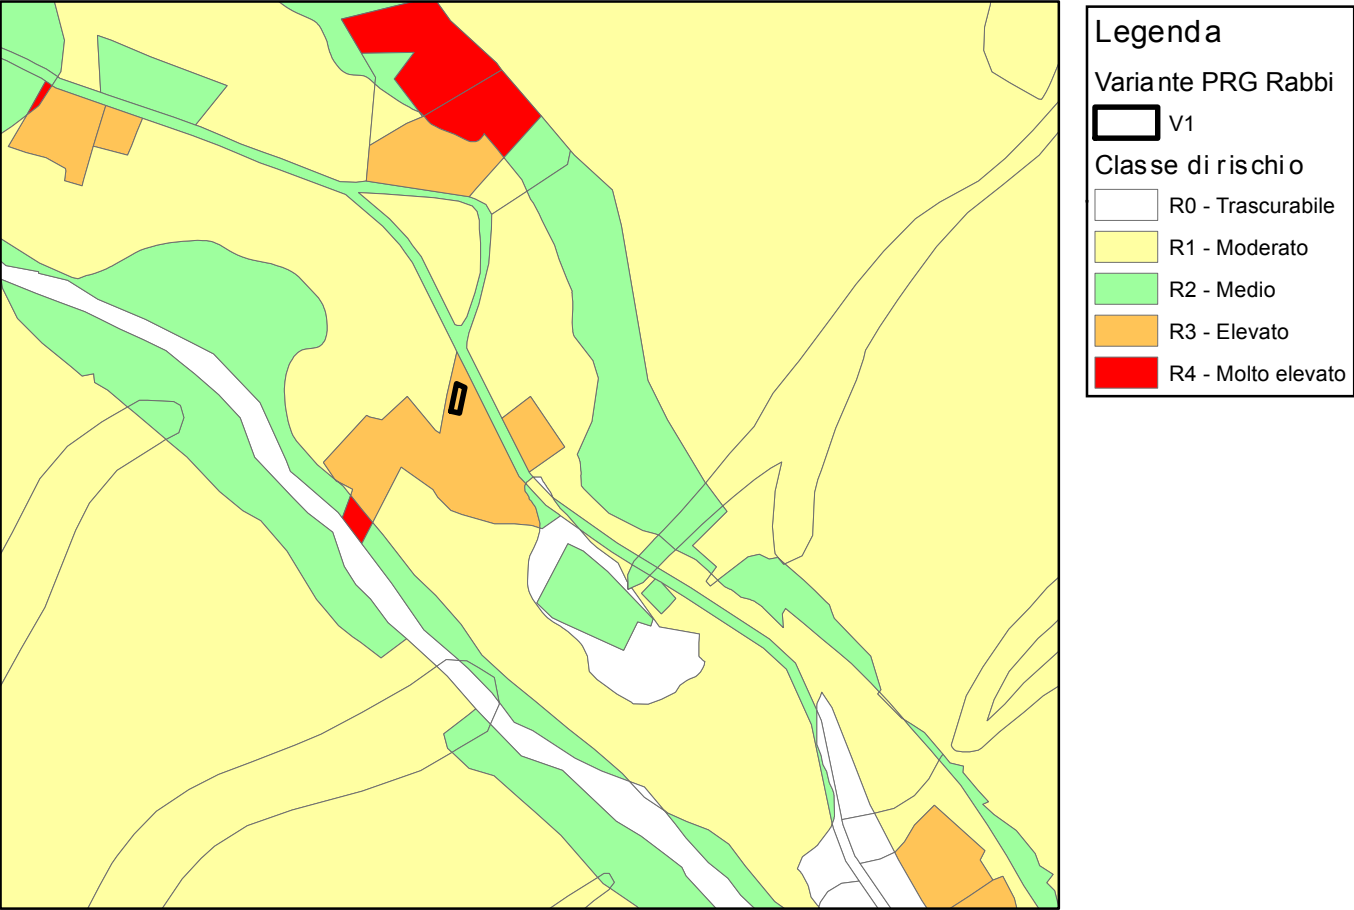 Legenda
Variante PRG Rabbi
V1
Classe di rischio
R0 - Trascurabile
R1 - Moderato
R2 - Medio
R3 - Elevato
R4 - Molto elevato